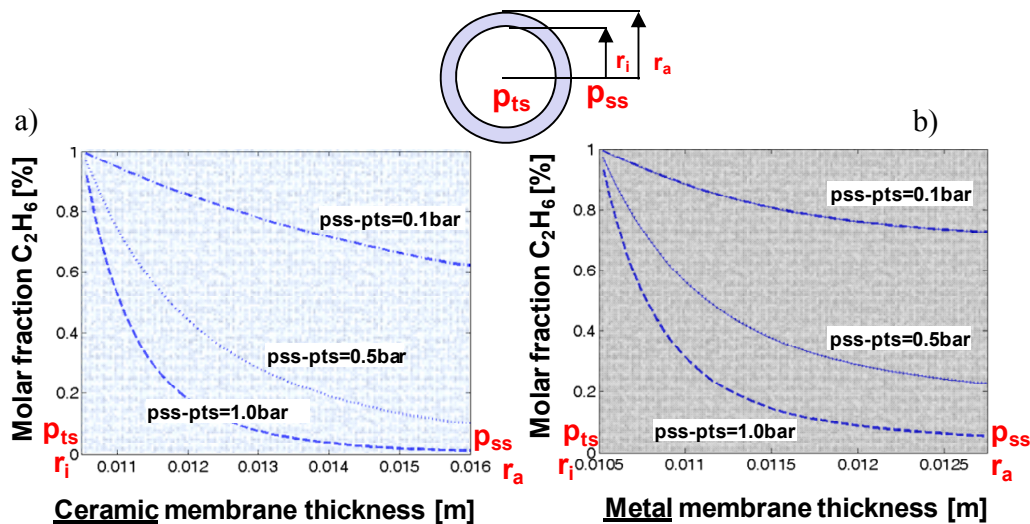 r_i
r_a
p_ts
p_ss
a)
b)
Molar fraction C2H6 [%]
1
0.8
0.6
0.4
0.2
0
pss-pts=0.1bar
pss-pts=0.5bar
pss-pts=1.0bar
p_ts
r_i
0.011
0.012
0.013
0.014
0.015
0.016
p_ss
r_a
Ceramic membrane thickness [m]
Molar fraction C2H6 [%]
1
0.8
0.6
0.4
0.2
0
pss-pts=0.1bar
pss-pts=0.5bar
pss-pts=1.0bar
p_ts
r_i
0.0105
0.011
0.0115
0.012
0.0125
p_ss
r_a
Metal membrane thickness [m]